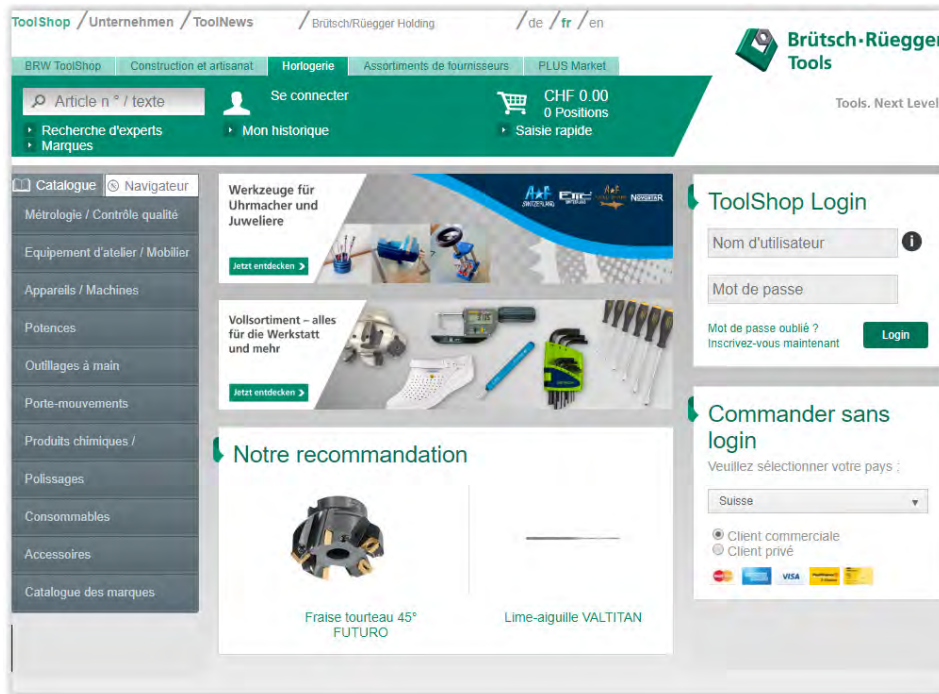 ToolShop / Unternehmen / ToolNews / Brütsch/Rüegger Holding / de / fr / en
Brütsch·Rüegger
Tools
Tools. Next Level
BRW ToolShop Construction et artisanat Horlogerie Assortiments de fournisseurs PLUS Market
Article n ° / texte
Se connecter
CHF 0.00
0 Positions
Recherche d'experts
Marques
Mon historique
Saisie rapide
Catalogue Navigateur
Métrologie / Contrôle qualité
Equipement d'atelier / Mobilier
Appareils / Machines
Potences
Outillages à main
Porte-mouvements
Produits chimiques /
Polissages
Consommables
Accessoires
Catalogue des marques
Werkzeuge für
Uhrmacher und
Juweliere
Jetzt entdecken
A*F
SWITZERLAND
A*F
NOVOSTAR
Vollsortiment – alles
für die Werkstatt
und mehr
Jetzt entdecken
Notre recommandation
Fraise tourteau 45°
FUTURO
Lime-aiguille VALTITAN
ToolShop Login
Nom d'utilisateur
i
Mot de passe
Mot de passe oublié ?
Inscrivez-vous maintenant
Login
Commander sans
login
Veuillez sélectionner votre pays :
Suisse
Client commerciale
Client privé
VISA